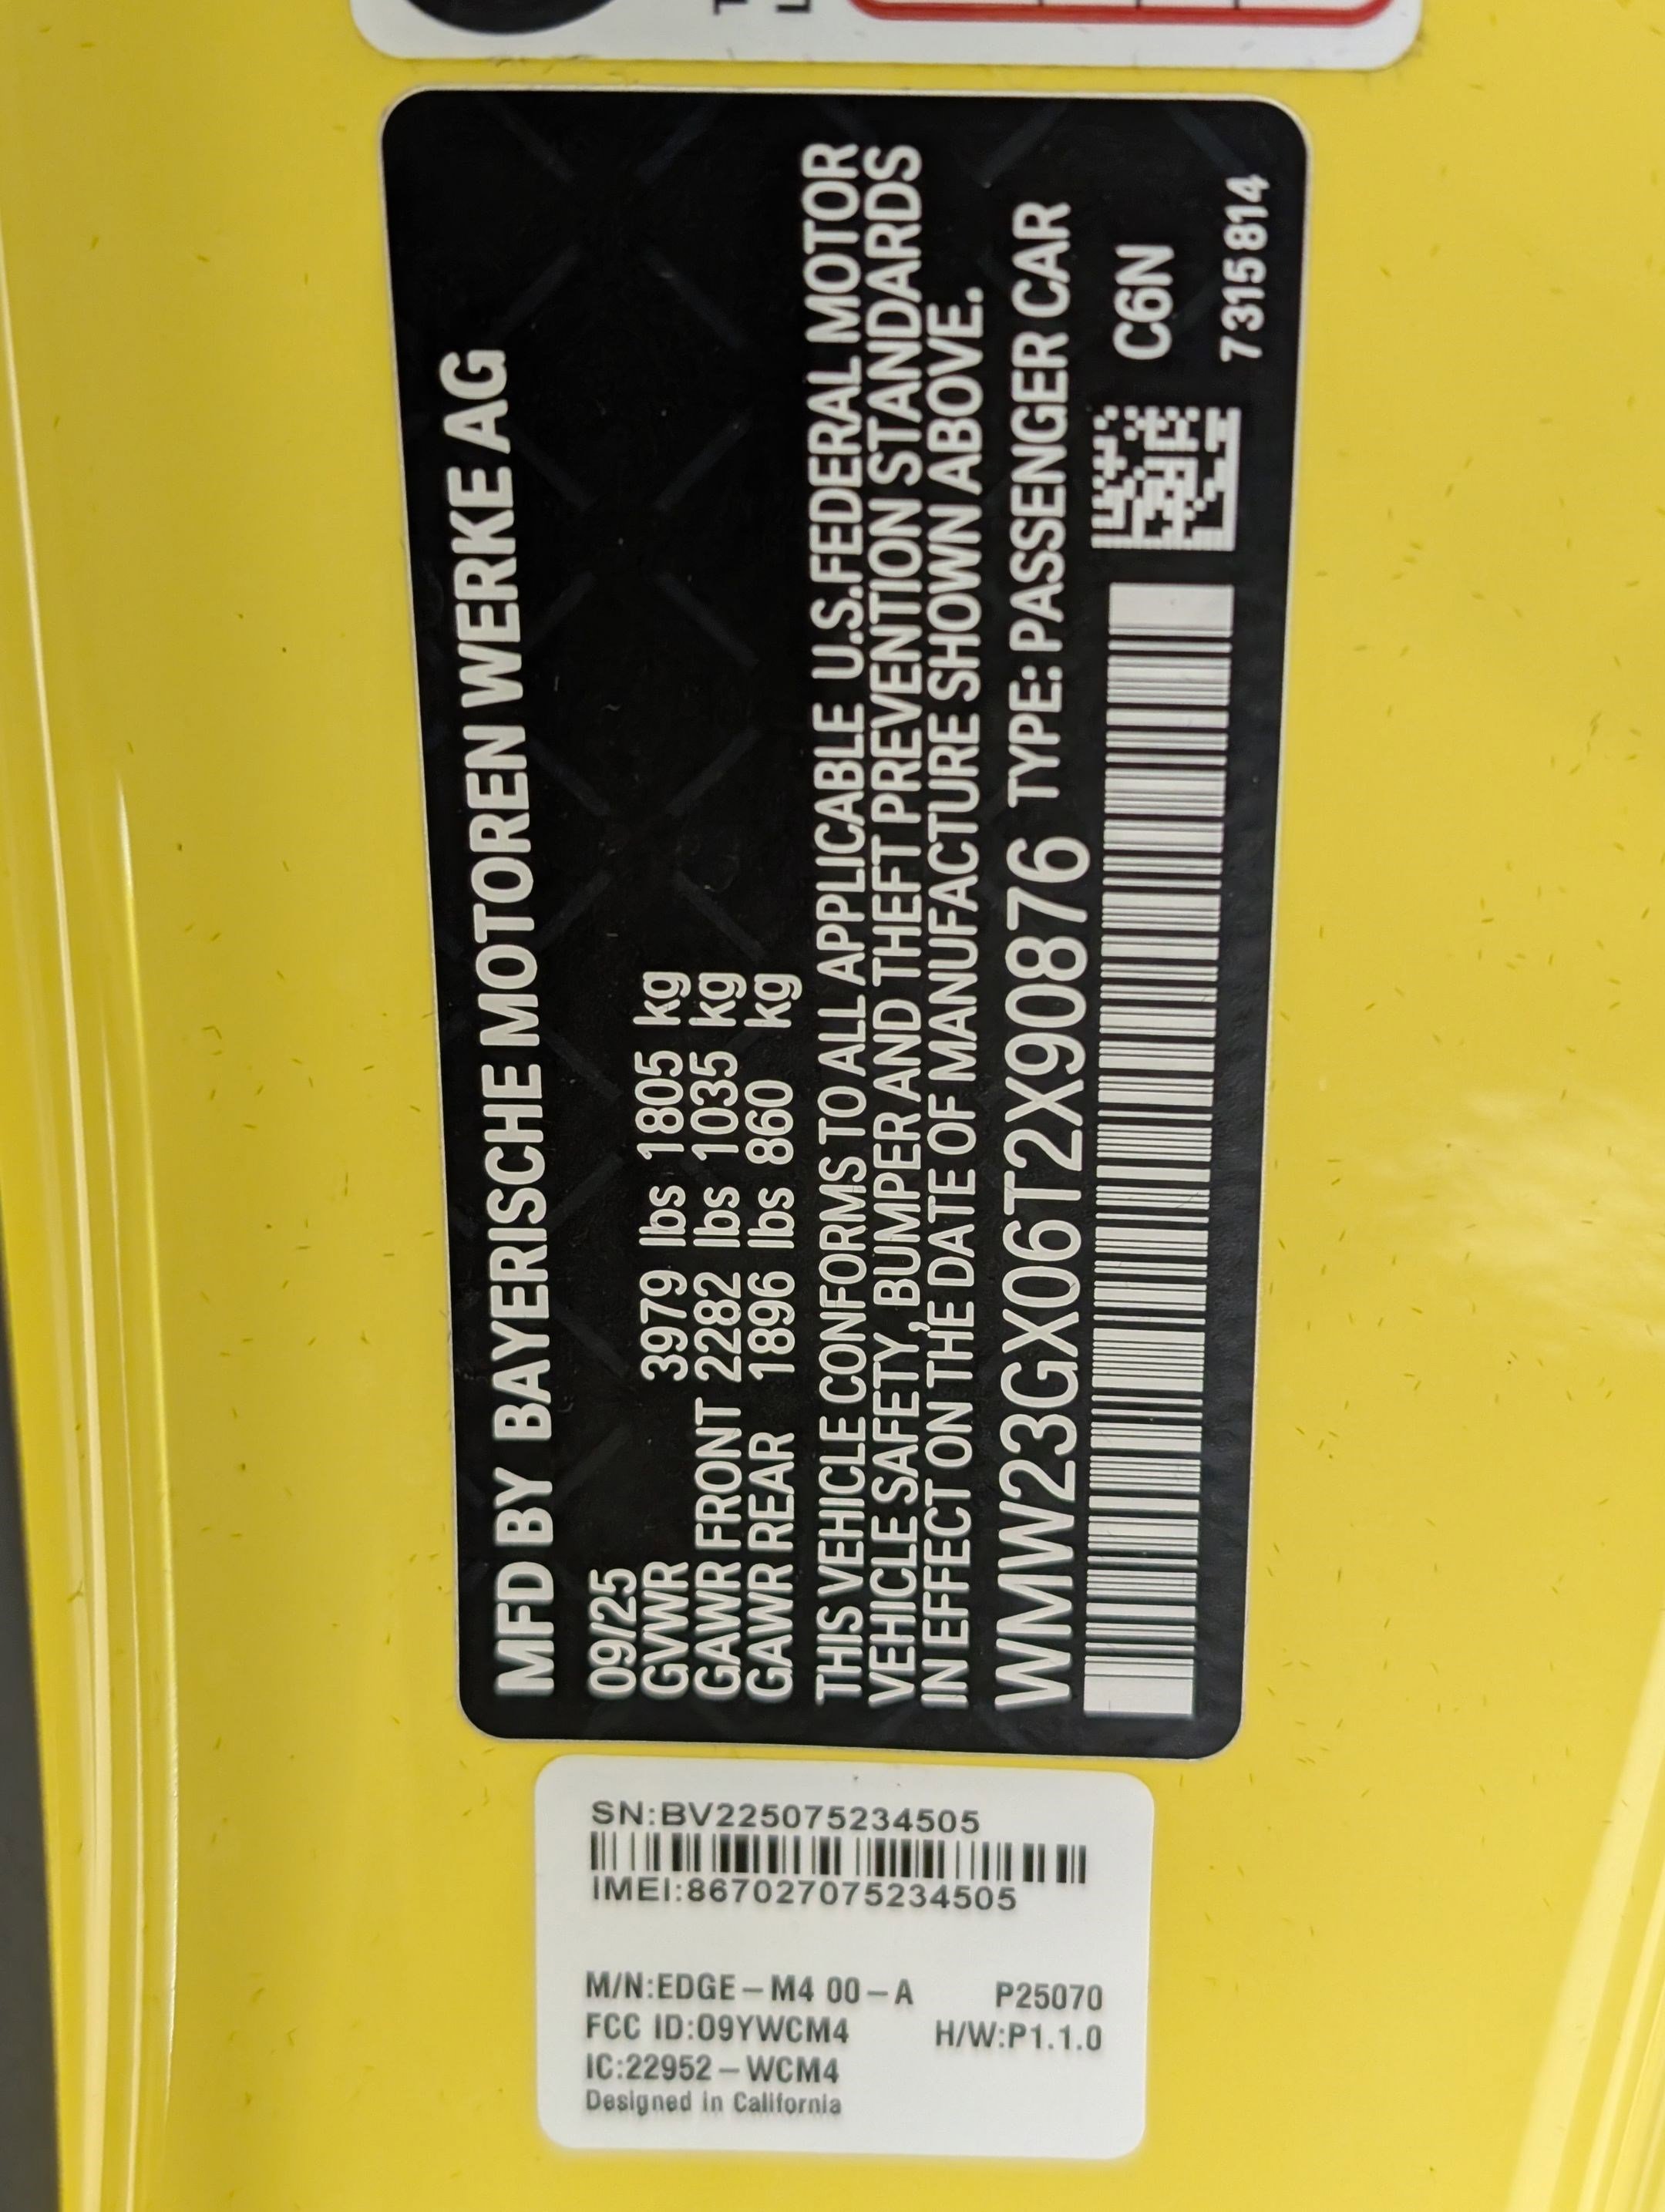 MFD BY BAYERISCHE MOTOREN WERKE AG
09/25
GVWR 3979 lbs 1805 kg
GAWR FRONT 2282 lbs 1035 kg
GAWR REAR 1896 lbs 860 kg
THIS VEHICLE CONFORMS TO ALL APPLICABLE U.S.FEDERAL MOTOR
VEHICLE SAFETY, BUMPER AND THEFT PREVENTION STANDARDS
IN EFFECT ON THE DATE OF MANUFACTURE SHOWN ABOVE.
WMW23GX06T2X90876 TYPE: PASSENGER CAR
C6N
7315814
SN:BV225075234505
IMEI:867027075234505
M/N:EDGE-M4 00-A P25070
FCC ID:O9YWCM4 H/W:P1.1.0
IC:22952-WCM4
Designed in California